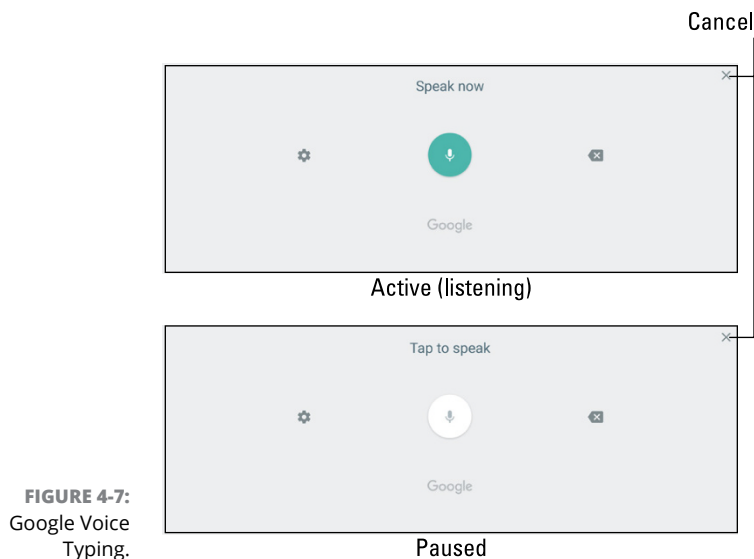 Cancel
Speak now
Google
Active (listening)
Tap to speak
Google
Paused
FIGURE 4-7:
Google Voice
Typing.